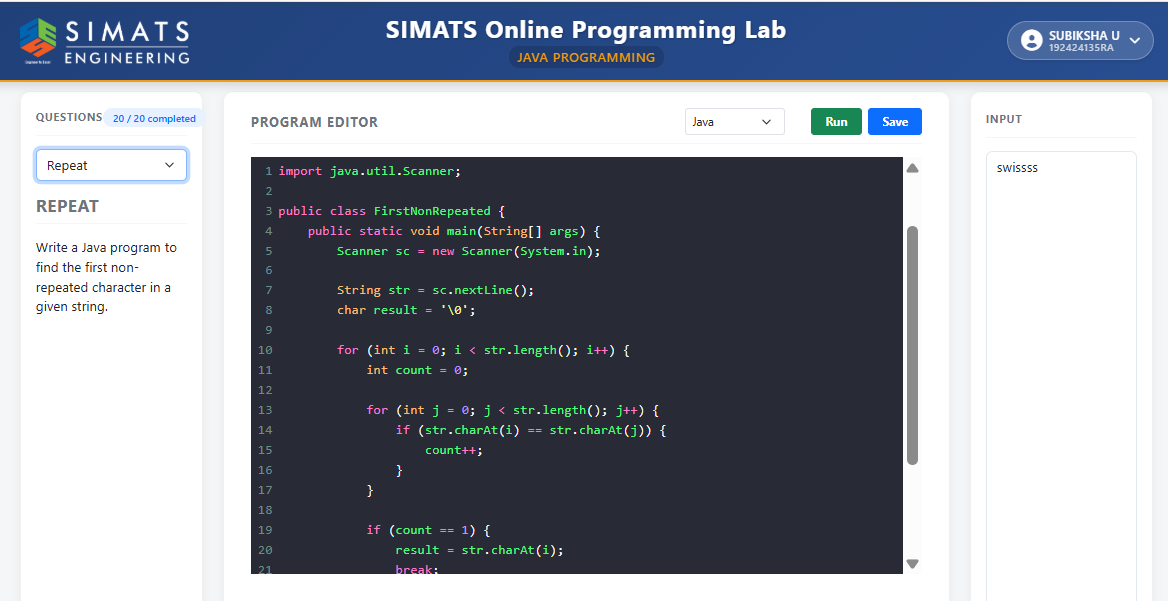 SIMATS
ENGINEERING
SIMATS Online Programming Lab
JAVA PROGRAMMING
SUBIKSHA U
192424135RA
QUESTIONS
20 / 20 completed
Repeat
REPEAT
Write a Java program to
find the first non-
repeated character in a
given string.
PROGRAM EDITOR
Java
Run
Save
1 import java.util.Scanner;
2
3 public class FirstNonRepeated {
4     public static void main(String[] args) {
5         Scanner sc = new Scanner(System.in);
6
7         String str = sc.nextLine();
8         char result = '\0';
9
10         for (int i = 0; i < str.length(); i++) {
11             int count = 0;
12
13             for (int j = 0; j < str.length(); j++) {
14                 if (str.charAt(i) == str.charAt(j)) {
15                     count++;
16                 }
17             }
18
19             if (count == 1) {
20                 result = str.charAt(i);
21                 break;
INPUT
swissss